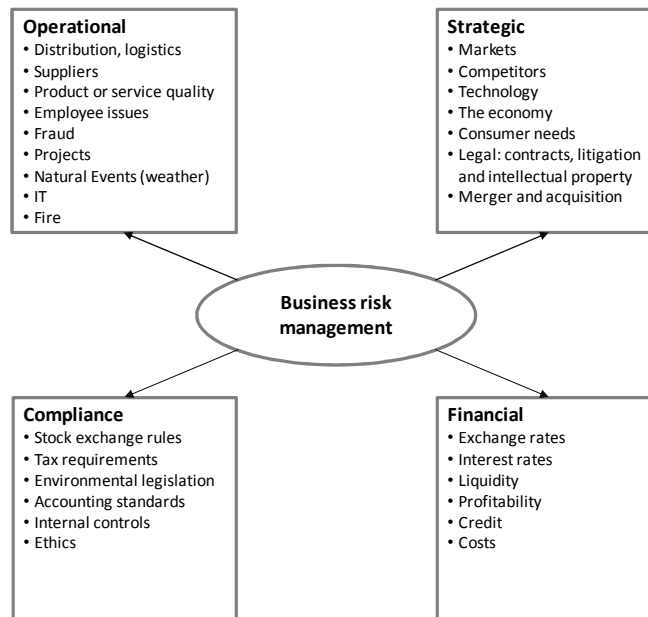 Operational
• Distribution, logistics
• Suppliers
• Product or service quality
• Employee issues
• Fraud
• Projects
• Natural Events (weather)
• IT
• Fire
Strategic
• Markets
• Competitors
• Technology
• The economy
• Consumer needs
• Legal: contracts, litigation
and intellectual property
• Merger and acquisition
Business risk
management
Compliance
• Stock exchange rules
• Tax requirements
• Environmental legislation
• Accounting standards
• Internal controls
• Ethics
Financial
• Exchange rates
• Interest rates
• Liquidity
• Profitability
• Credit
• Costs